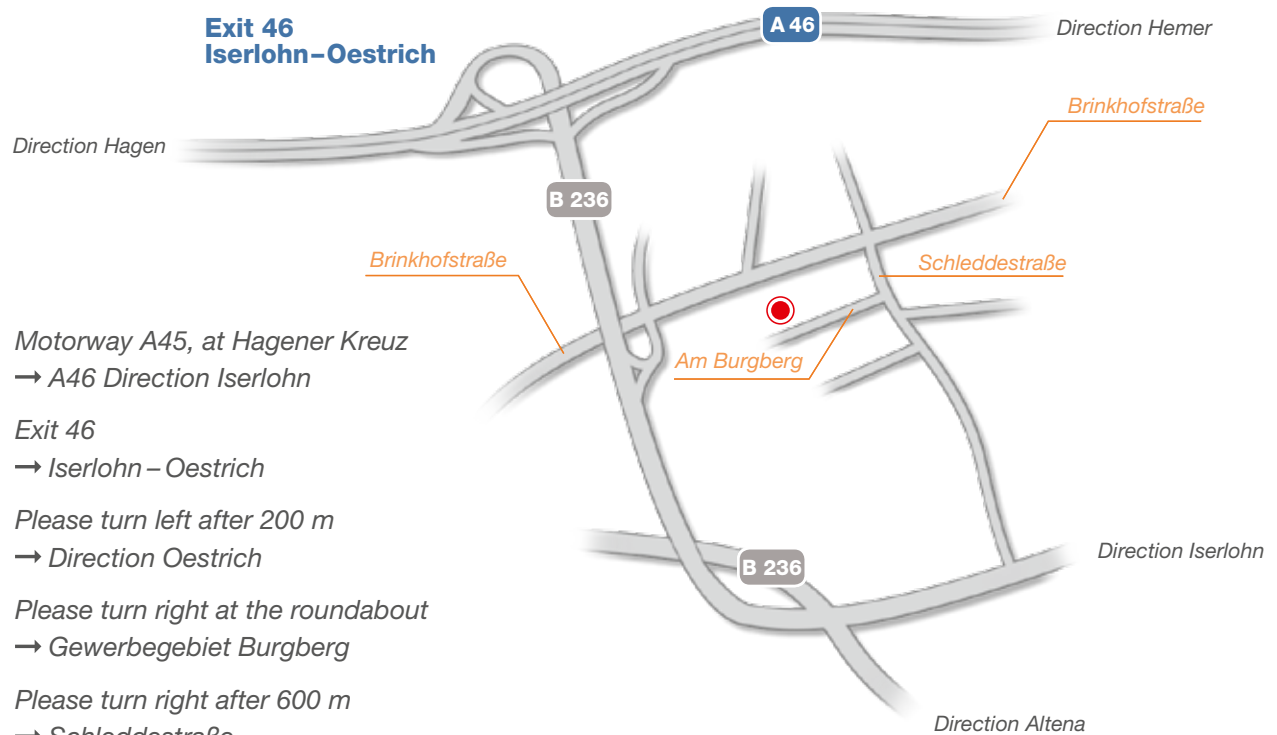 Exit 46
Iserlohn–Oestrich
A 46
Direction Hemer
Brinkhofstraße
Direction Hagen
B 236
Brinkhofstraße
Schleddestraße
Am Burgberg
Motorway A45, at Hagener Kreuz
→ A46 Direction Iserlohn
Exit 46
→ Iserlohn – Oestrich
Please turn left after 200 m
→ Direction Oestrich
Please turn right at the roundabout
→ Gewerbegebiet Burgberg
Please turn right after 600 m
→ Schleddestraße
B 236
Direction Iserlohn
Direction Altena